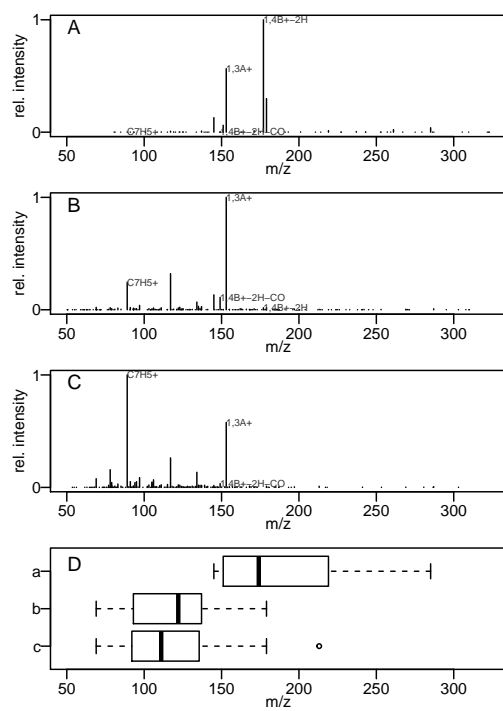 A
rel. intensity
1
0
1,4B+−2H
1,3A+
C7H5+
1,4B+−2H−CO
50 100 150 200 250 300
m/z
B
rel. intensity
1
0
1,3A+
C7H5+
1,4B+−2H−CO
1,4B+−2H
50 100 150 200 250 300
m/z
C
rel. intensity
1
0
C7H5+
1,3A+
1,4B+−2H−CO
50 100 150 200 250 300
m/z
D
a
b
c
50 100 150 200 250 300
m/z